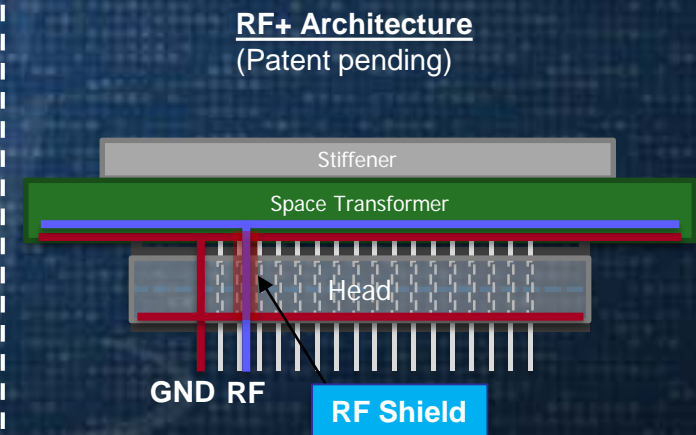 RF+ Architecture
(Patent pending)
Stiffener
Space Transformer
Head
GND RF
RF Shield